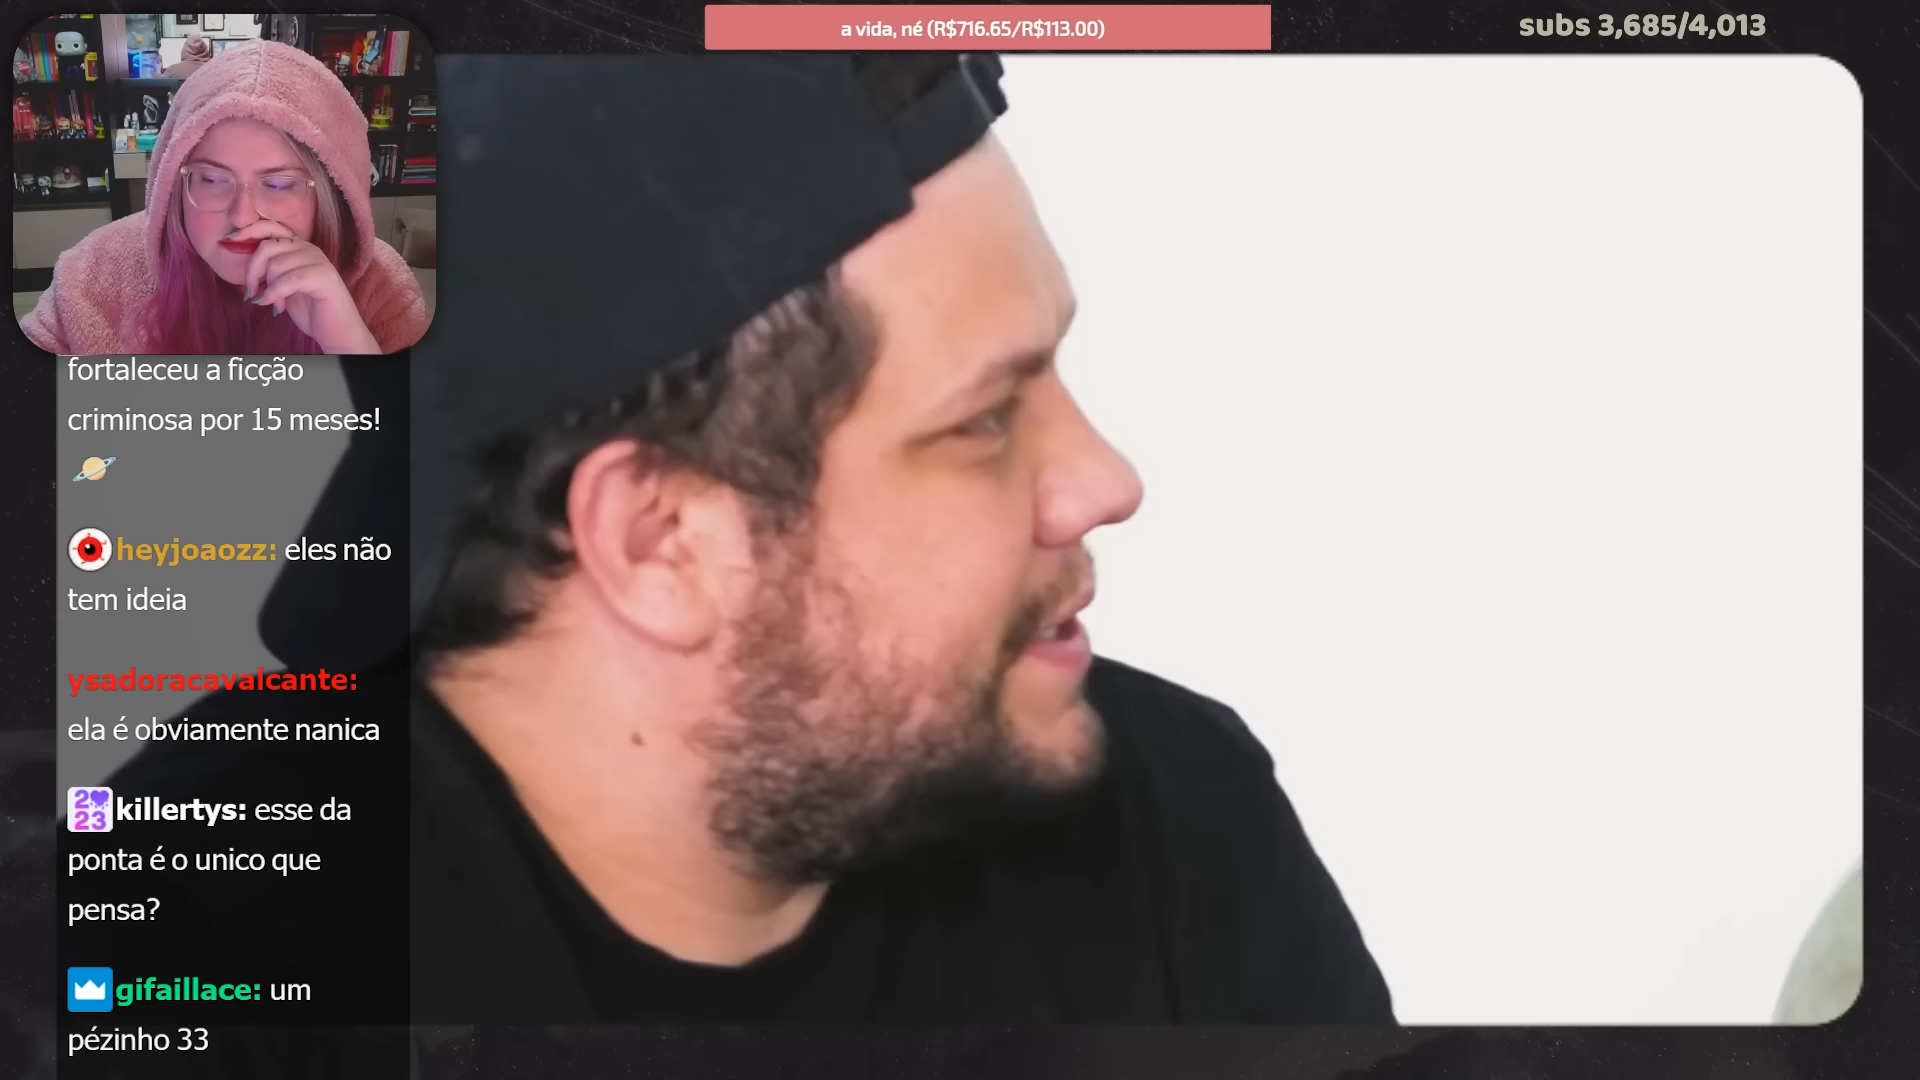 a vida, né (R$716.65/R$113.00)
subs 3,685/4,013
fortaleceu a ficção
criminosa por 15 meses!
heyjoaozz: eles não
tem ideia
ysadoracavalcante:
ela é obviamente nanica
2023
killertys: esse da
ponta é o unico que
pensa?
gifaillace: um
pézinho 33